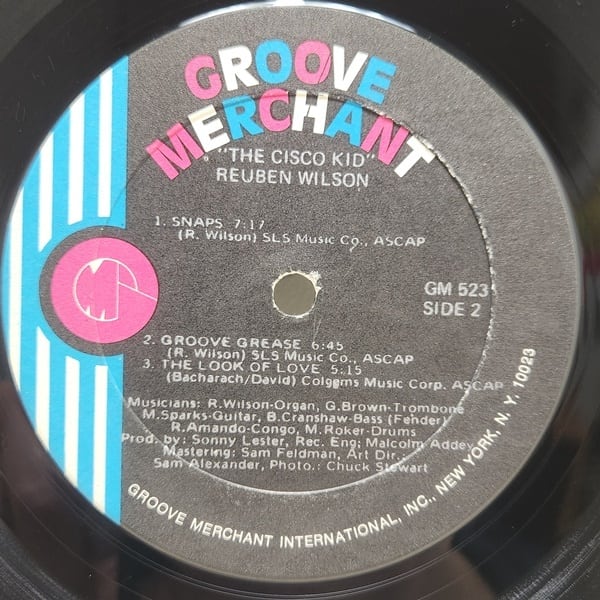 GROOVE
MERCHANT
"THE CISCO KID"
REUBEN WILSON
1. SNAPS 7:17
(R. Wilson) SLS Music Co., ASCAP
GM 523
SIDE 2
2. GROOVE GREASE 6:45
(R. Wilson) SLS Music Co., ASCAP
3. THE LOOK OF LOVE 5:15
(Bacharach/David) Colgems Music Corp. ASCAP
Musicians: R.Wilson-Organ, G.Brown-Trombone
M.Sparks-Guitar, B.Cranshaw-Bass (Fender)
R.Amando-Congo, M.Roker-Drums
Prod. by: Sonny Lester, Rec. Eng; Malcolm Addey
Mastering: Sam Feldman, Art Dir.:
Sam Alexander, Photo.: Chuck Stewart
GROOVE MERCHANT INTERNATIONAL, INC., NEW YORK, N. Y. 10023